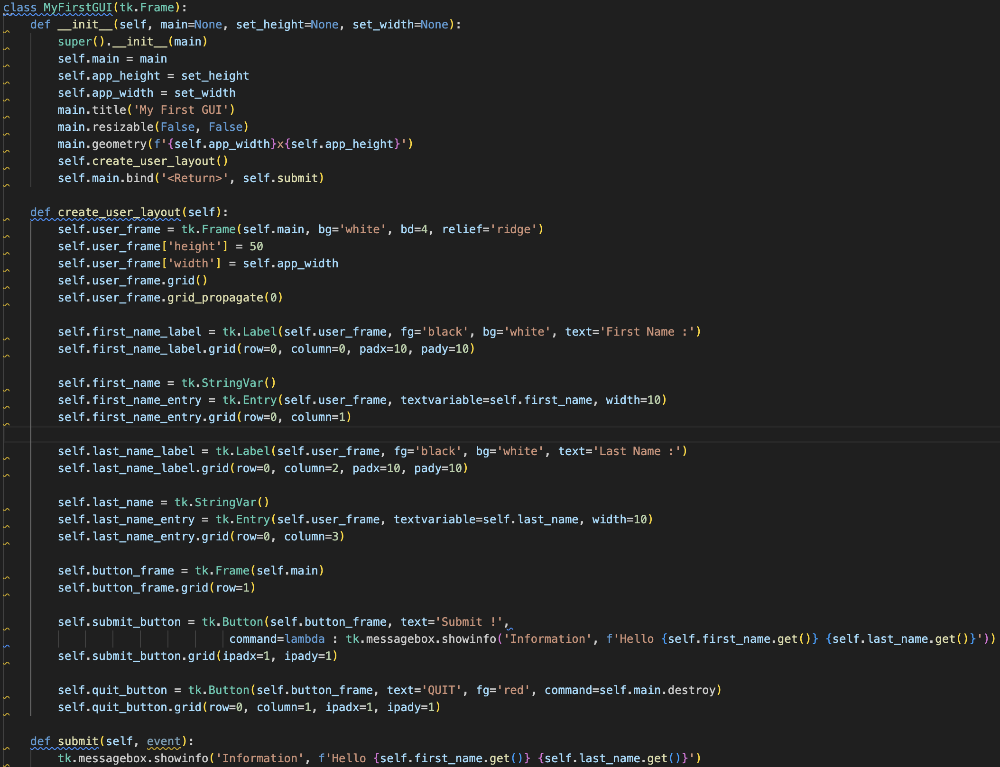 class MyFirstGUI(tk.Frame):
    def __init__(self, main=None, set_height=None, set_width=None):
        super().__init__(main)
        self.main = main
        self.app_height = set_height
        self.app_width = set_width
        main.title('My First GUI')
        main.resizable(False, False)
        main.geometry(f'{self.app_width}x{self.app_height}')
        self.create_user_layout()
        self.main.bind('<Return>', self.submit)

    def create_user_layout(self):
        self.user_frame = tk.Frame(self.main, bg='white', bd=4, relief='ridge')
        self.user_frame['height'] = 50
        self.user_frame['width'] = self.app_width
        self.user_frame.grid()
        self.user_frame.grid_propagate(0)

        self.first_name_label = tk.Label(self.user_frame, fg='black', bg='white', text='First Name :')
        self.first_name_label.grid(row=0, column=0, padx=10, pady=10)

        self.first_name = tk.StringVar()
        self.first_name_entry = tk.Entry(self.user_frame, textvariable=self.first_name, width=10)
        self.first_name_entry.grid(row=0, column=1)

        self.last_name_label = tk.Label(self.user_frame, fg='black', bg='white', text='Last Name :')
        self.last_name_label.grid(row=0, column=2, padx=10, pady=10)

        self.last_name = tk.StringVar()
        self.last_name_entry = tk.Entry(self.user_frame, textvariable=self.last_name, width=10)
        self.last_name_entry.grid(row=0, column=3)

        self.button_frame = tk.Frame(self.main)
        self.button_frame.grid(row=1)

        self.submit_button = tk.Button(self.button_frame, text='Submit !',
                                 command=lambda : tk.messagebox.showinfo('Information', f'Hello {self.first_name.get()} {self.last_name.get()}'))
        self.submit_button.grid(ipadx=1, ipady=1)

        self.quit_button = tk.Button(self.button_frame, text='QUIT', fg='red', command=self.main.destroy)
        self.quit_button.grid(row=0, column=1, ipadx=1, ipady=1)

    def submit(self, event):
        tk.messagebox.showinfo('Information', f'Hello {self.first_name.get()} {self.last_name.get()}')